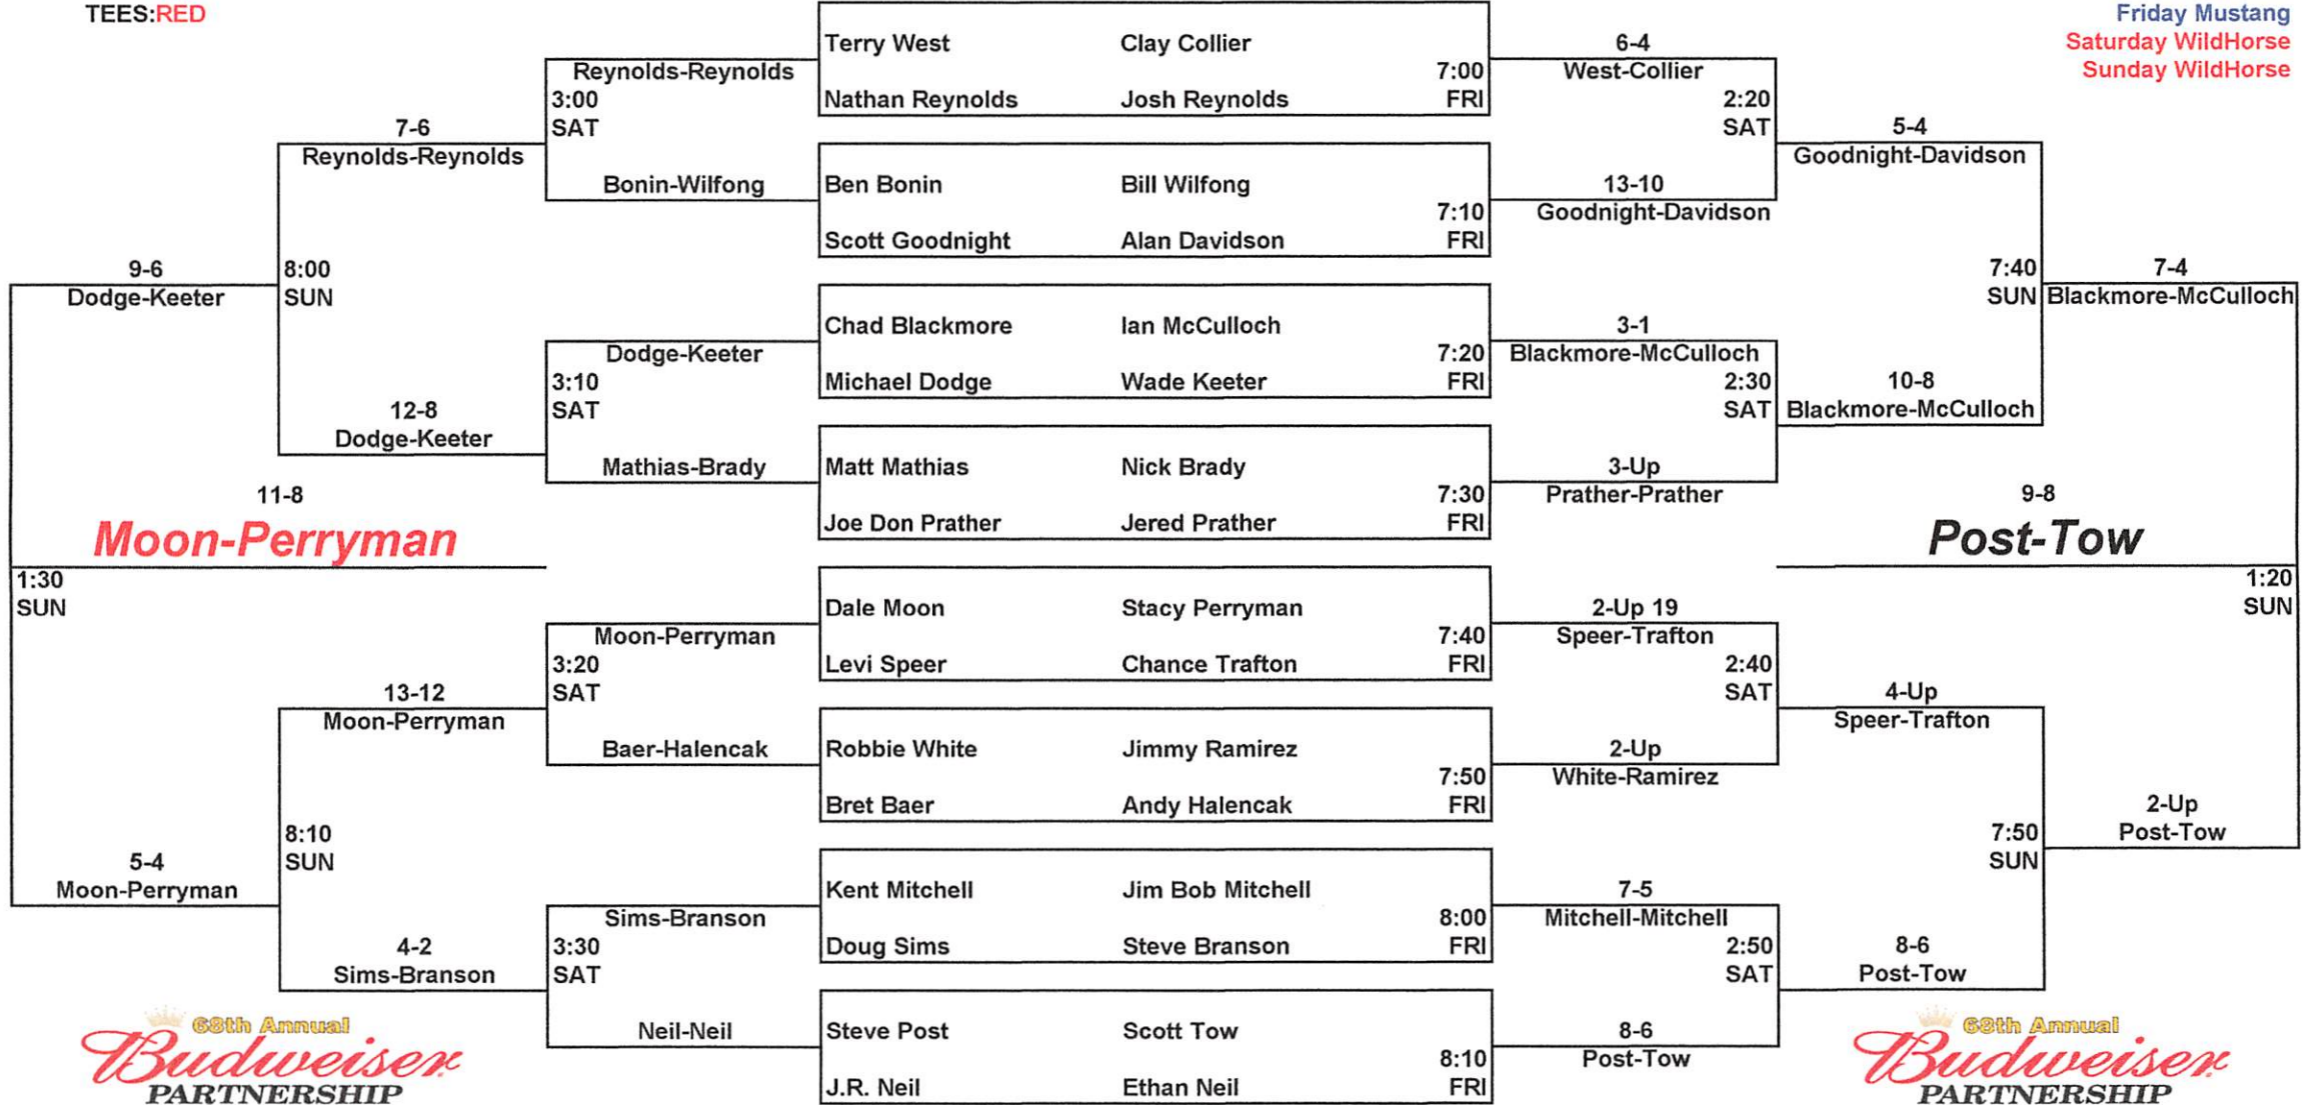 TEES:RED
Friday Mustang
Saturday WildHorse
Sunday WildHorse
Terry West Clay Collier
7:00
Nathan Reynolds Josh Reynolds FRI
Ben Bonin Bill Wilfong
7:10
Scott Goodnight Alan Davidson FRI
Chad Blackmore Ian McCulloch
7:20
Michael Dodge Wade Keeter FRI
Matt Mathias Nick Brady
7:30
Joe Don Prather Jered Prather FRI
Dale Moon Stacy Perryman
7:40
Levi Speer Chance Trafton FRI
Robbie White Jimmy Ramirez
7:50
Bret Baer Andy Halencak FRI
Kent Mitchell Jim Bob Mitchell
8:00
Doug Sims Steve Branson FRI
Steve Post Scott Tow
8:10
J.R. Neil Ethan Neil FRI
Reynolds-Reynolds
3:00
SAT
Bonin-Wilfong
Dodge-Keeter
3:10
SAT
Mathias-Brady
Moon-Perryman
3:20
SAT
Baer-Halencak
Sims-Branson
3:30
SAT
Neil-Neil
7-6
Reynolds-Reynolds
8:00
SUN
12-8
Dodge-Keeter
13-12
Moon-Perryman
8:10
SUN
4-2
Sims-Branson
9-6
Dodge-Keeter
11-8
Moon-Perryman
1:30
SUN
5-4
Moon-Perryman
6-4
West-Collier
2:20
SAT
13-10
Goodnight-Davidson
3-1
Blackmore-McCulloch
2:30
SAT
3-Up
Prather-Prather
2-Up 19
Speer-Trafton
2:40
SAT
2-Up
White-Ramirez
7-5
Mitchell-Mitchell
2:50
SAT
8-6
Post-Tow
5-4
Goodnight-Davidson
7:40
SUN
10-8
Blackmore-McCulloch
4-Up
Speer-Trafton
7:50
SUN
8-6
Post-Tow
7-4
Blackmore-McCulloch
9-8
Post-Tow
1:20
SUN
2-Up
Post-Tow
68th Annual
Budweiser
PARTNERSHIP
68th Annual
Budweiser
PARTNERSHIP